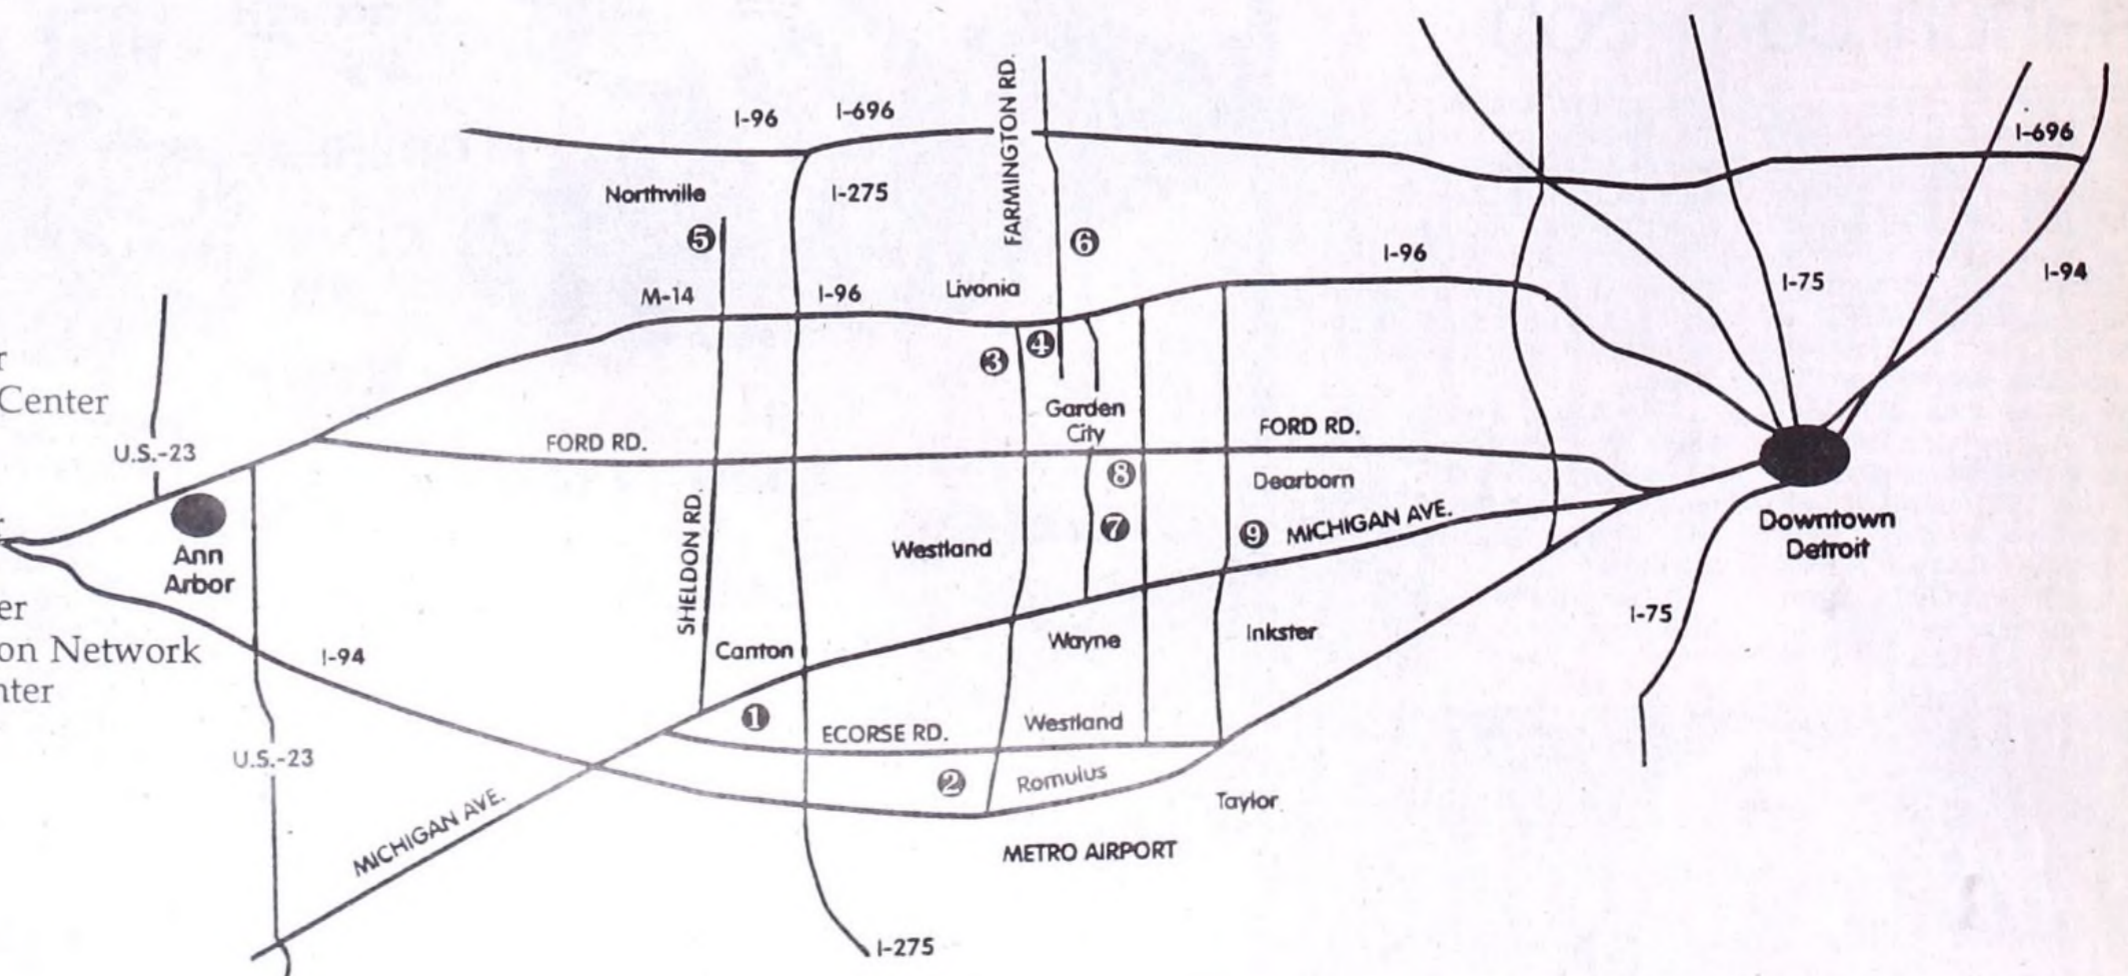 FARMINGTON RD.
I-96
I-696
I-696
Northville
I-275
5
6
I-96
I-75
I-94
M-14
I-96
Livonia
3
4
Center
Garden
City
FORD RD.
FORD RD.
U.S.-23
8
Dearborn
SHELDON RD.
7
9
MICHIGAN AVE.
Downtown
Detroit
Ann
Arbor
Westland
I-75
on Network
I-94
Canton
Wayne
Inkster
1
ECORSE RD.
Westland
U.S.-23
2
Romulus
Taylor
MICHIGAN AVE.
METRO AIRPORT
I-275